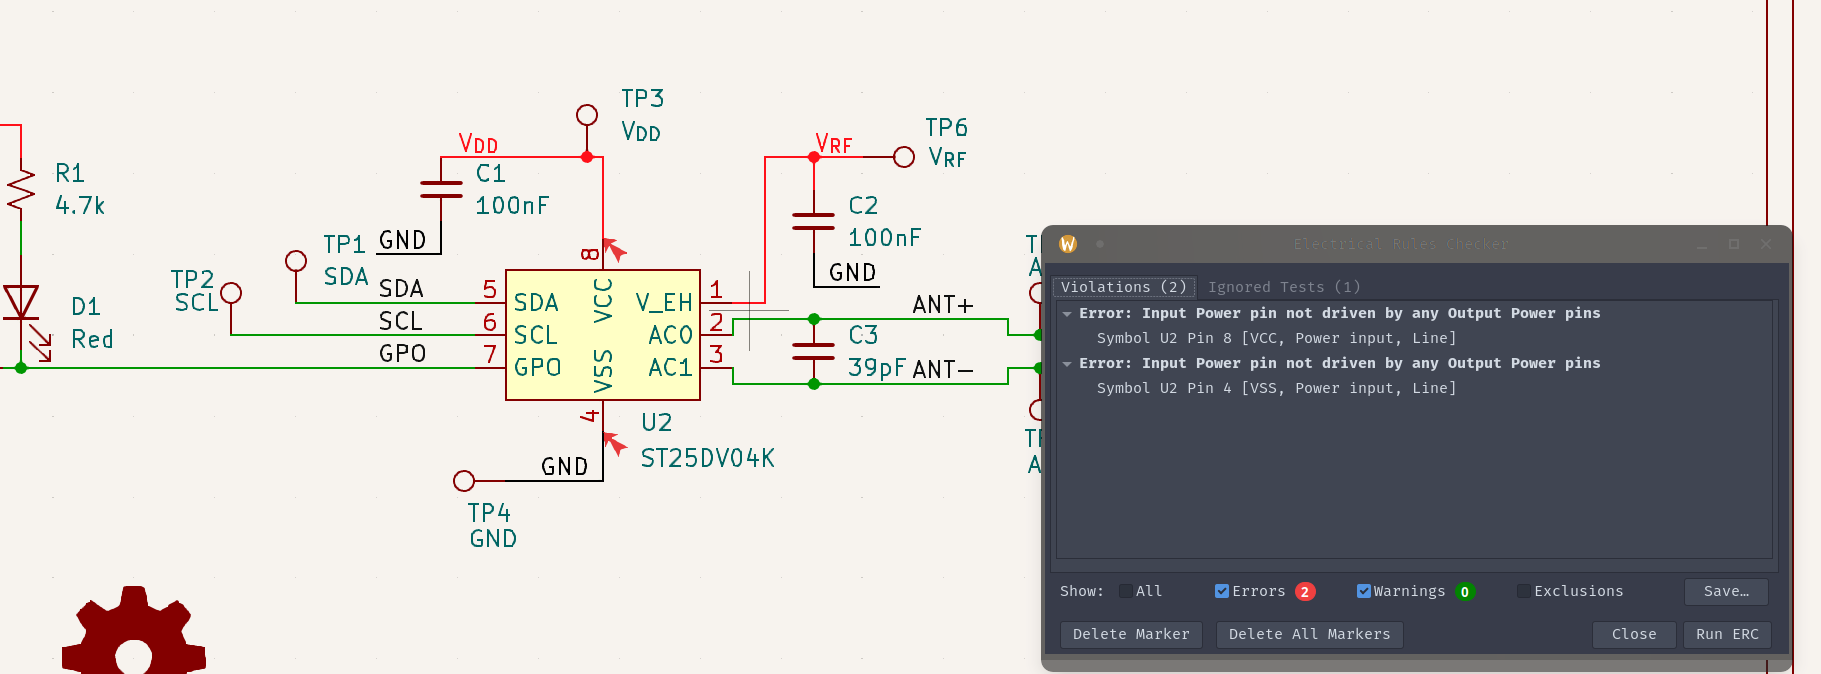 TP3
VDD
VDD
C1
100nF
GND
TP1
SDA
TP2
SCL
R1
4.7k
D1
Red
SDA
SCL
GPO
5
6
7
8
SDA
SCL
GPO
VCC
VSS
V_EH
AC0
AC1
1
2
3
4
U2
ST25DV04K
GND
TP4
GND
VRF
TP6
VRF
C2
100nF
GND
ANT+
C3
39pF
ANT-
T
A
A
W
Electrical Rules Checker
Violations (2)
Ignored Tests (1)
Error: Input Power pin not driven by any Output Power pins
Symbol U2 Pin 8 [VCC, Power input, Line]
Error: Input Power pin not driven by any Output Power pins
Symbol U2 Pin 4 [VSS, Power input, Line]
Show:
All
Errors
2
Warnings
0
Exclusions
Save…
Delete Marker
Delete All Markers
Close
Run ERC